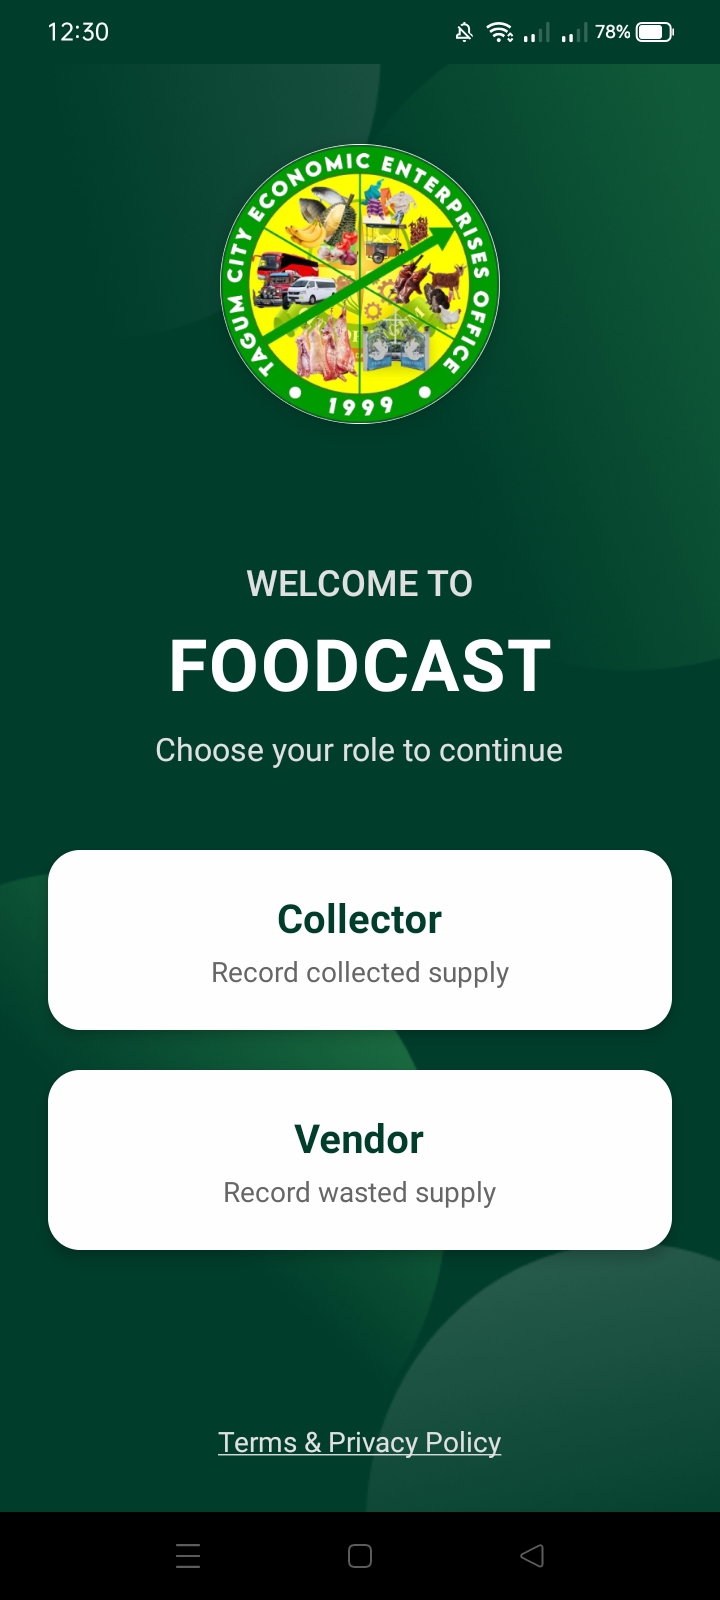 12:30
78%
TAGUM CITY ECONOMIC ENTERPRISES OFFICE
1999
WELCOME TO
FOODCAST
Choose your role to continue
Collector
Record collected supply
Vendor
Record wasted supply
Terms & Privacy Policy